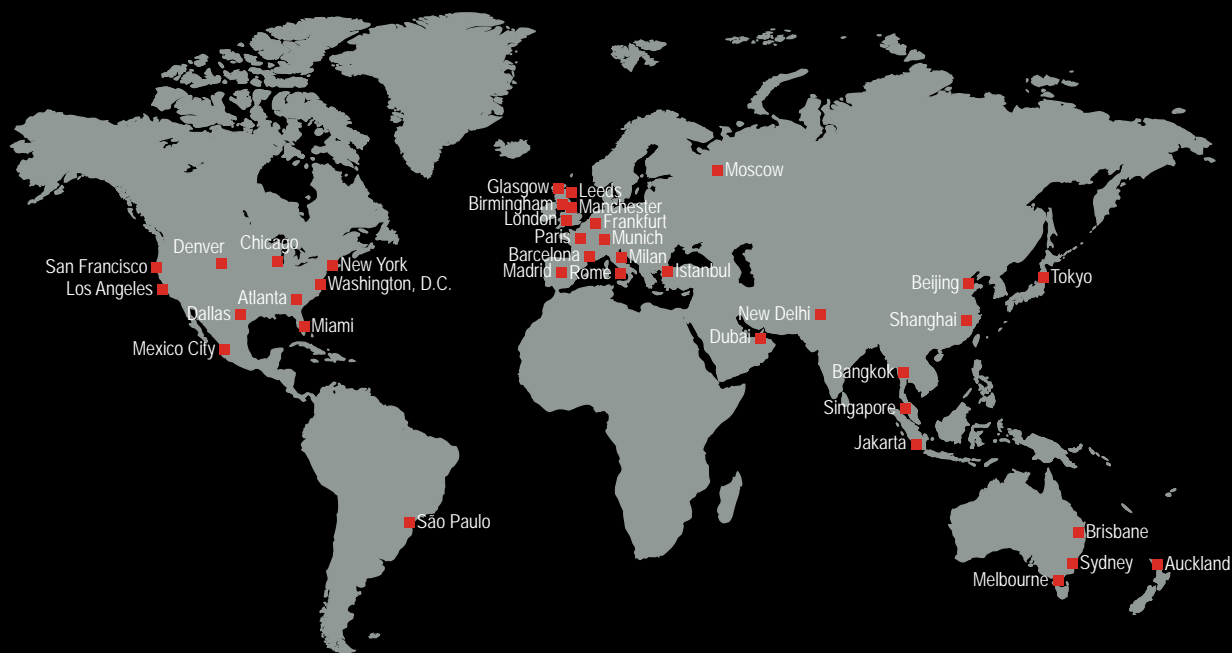 Moscow
Glasgow
Leeds
Birmingham
Manchester
London
Frankfurt
Paris
Munich
Barcelona
Milan
Madrid
Rome
Istanbul
Denver
Chicago
San Francisco
New York
Los Angeles
Washington, D.C.
Atlanta
Dallas
Miami
Mexico City
Beijing
Tokyo
New Delhi
Shanghai
Dubai
Bangkok
Singapore
Jakarta
São Paulo
Brisbane
Sydney
Auckland
Melbourne